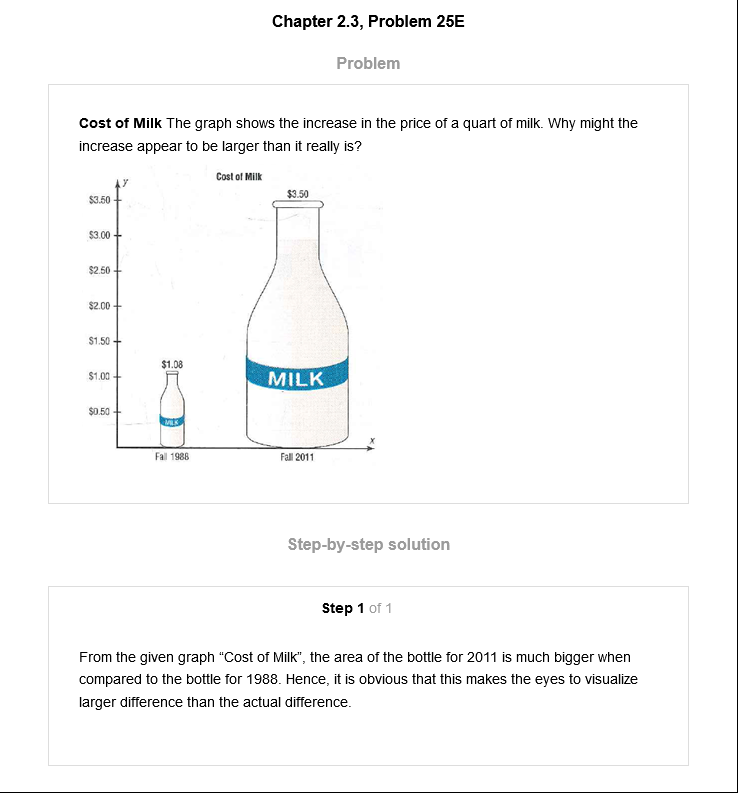 Chapter 2.3, Problem 25E
Problem
Cost of Milk The graph shows the increase in the price of a quart of milk. Why might the
increase appear to be larger than it really is?
Cost of Milk
y
$3.50
$3.50
$3.00
$2.50
$2.00
$1.50
$1.08
$1.00
MILK
$0.50
MILK
x
Fall 1988
Fall 2011
Step-by-step solution
Step 1 of 1
From the given graph “Cost of Milk”, the area of the bottle for 2011 is much bigger when
compared to the bottle for 1988. Hence, it is obvious that this makes the eyes to visualize
larger difference than the actual difference.